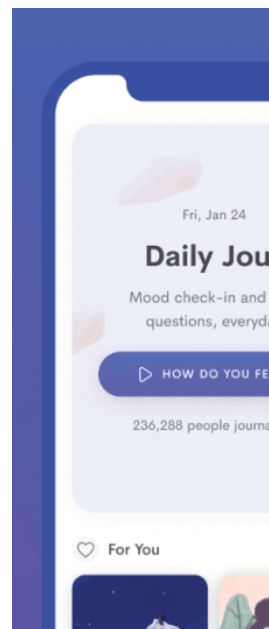 Fri, Jan 24
Daily Jou
Mood check-in and
questions, everyda
HOW DO YOU FE
236,288 people journa
For You